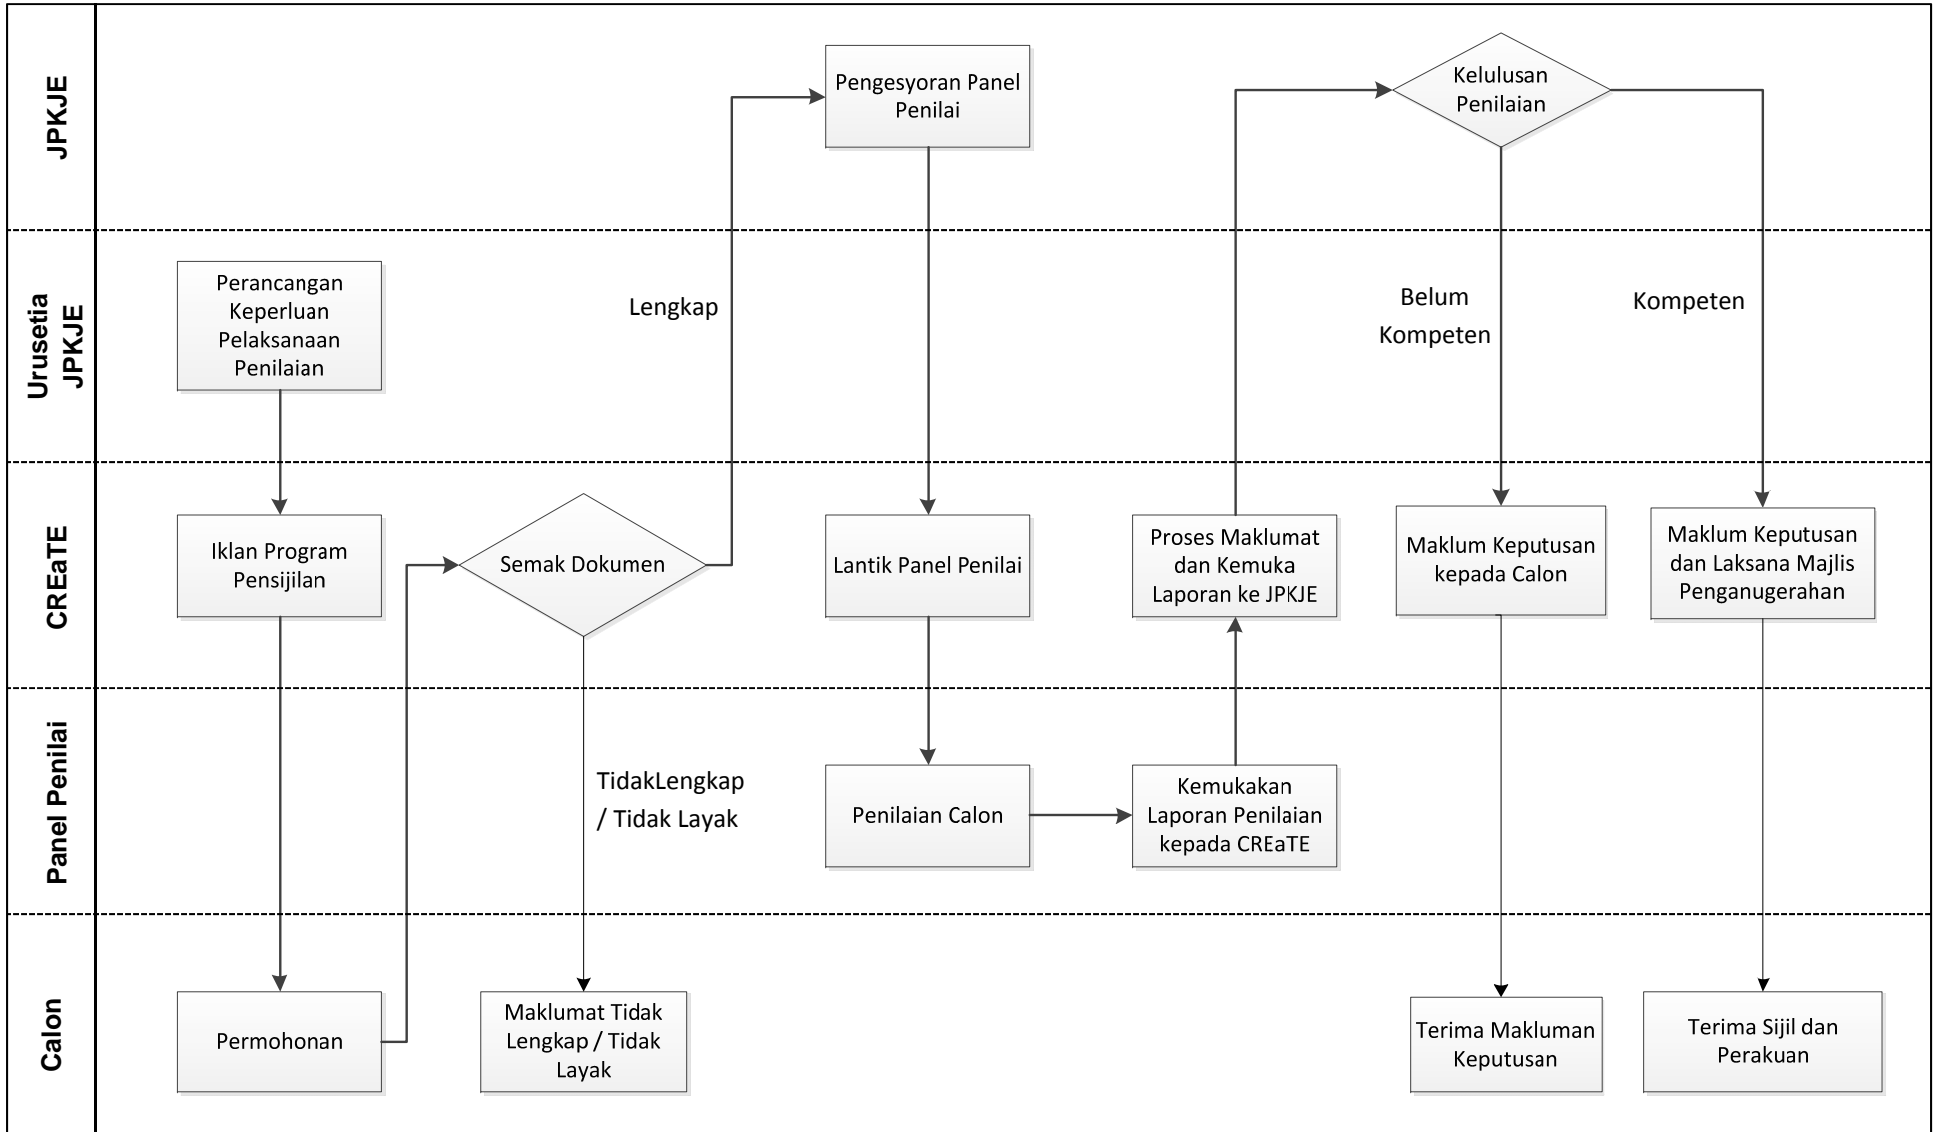 JPKJE
Pengesyoran Panel
Penilai
Kelulusan
Penilaian
Urusetia
JPKJE
Perancangan
Keperluan
Pelaksanaan
Penilaian
Lengkap
Belum
Kompeten
Kompeten
CREaTE
Iklan Program
Pensijilan
Semak Dokumen
Lantik Panel Penilai
Proses Maklumat
dan Kemuka
Laporan ke JPKJE
Maklum Keputusan
kepada Calon
Maklum Keputusan
dan Laksana Majlis
Penganugerahan
Panel Penilai
TidakLengkap
/ Tidak Layak
Penilaian Calon
Kemukakan
Laporan Penilaian
kepada CREaTE
Calon
Permohonan
Maklumat Tidak
Lengkap / Tidak
Layak
Terima Makluman
Keputusan
Terima Sijil dan
Perakuan